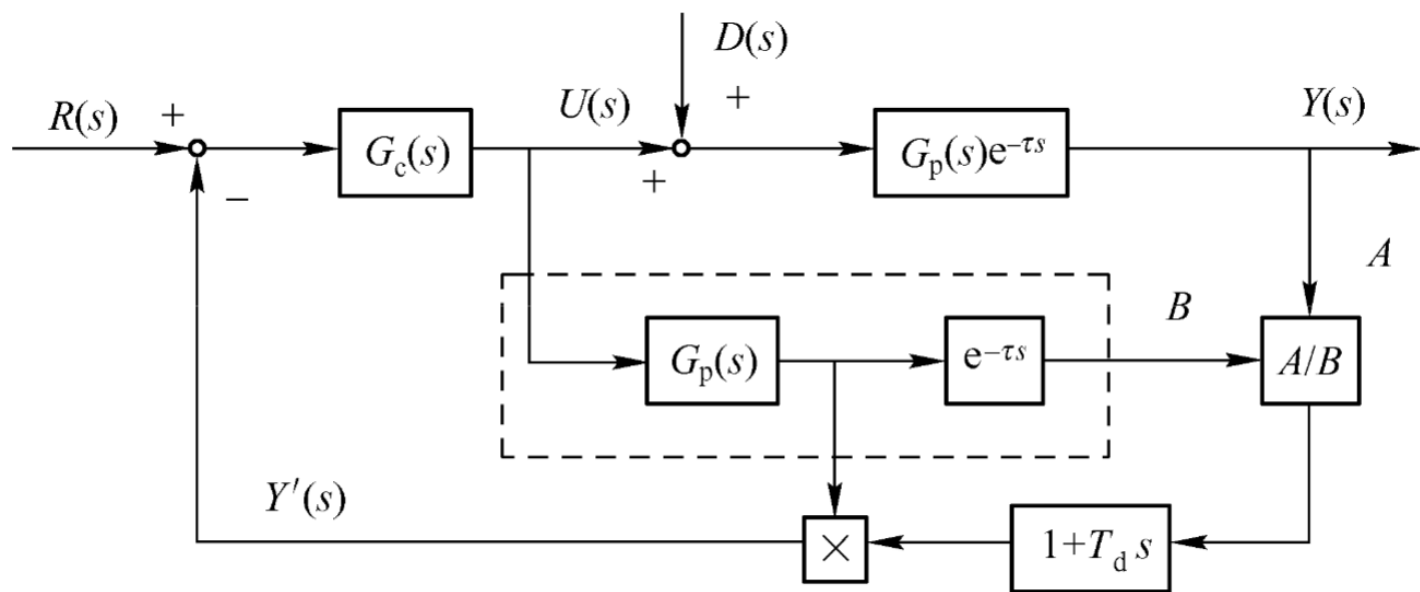 D(s)
R(s) + U(s) + Y(s)
G_c(s) G_p(s)e^{−τs}
− +
A
B
G_p(s) e^{−τs} A/B
Y′(s)
× 1+T_d s